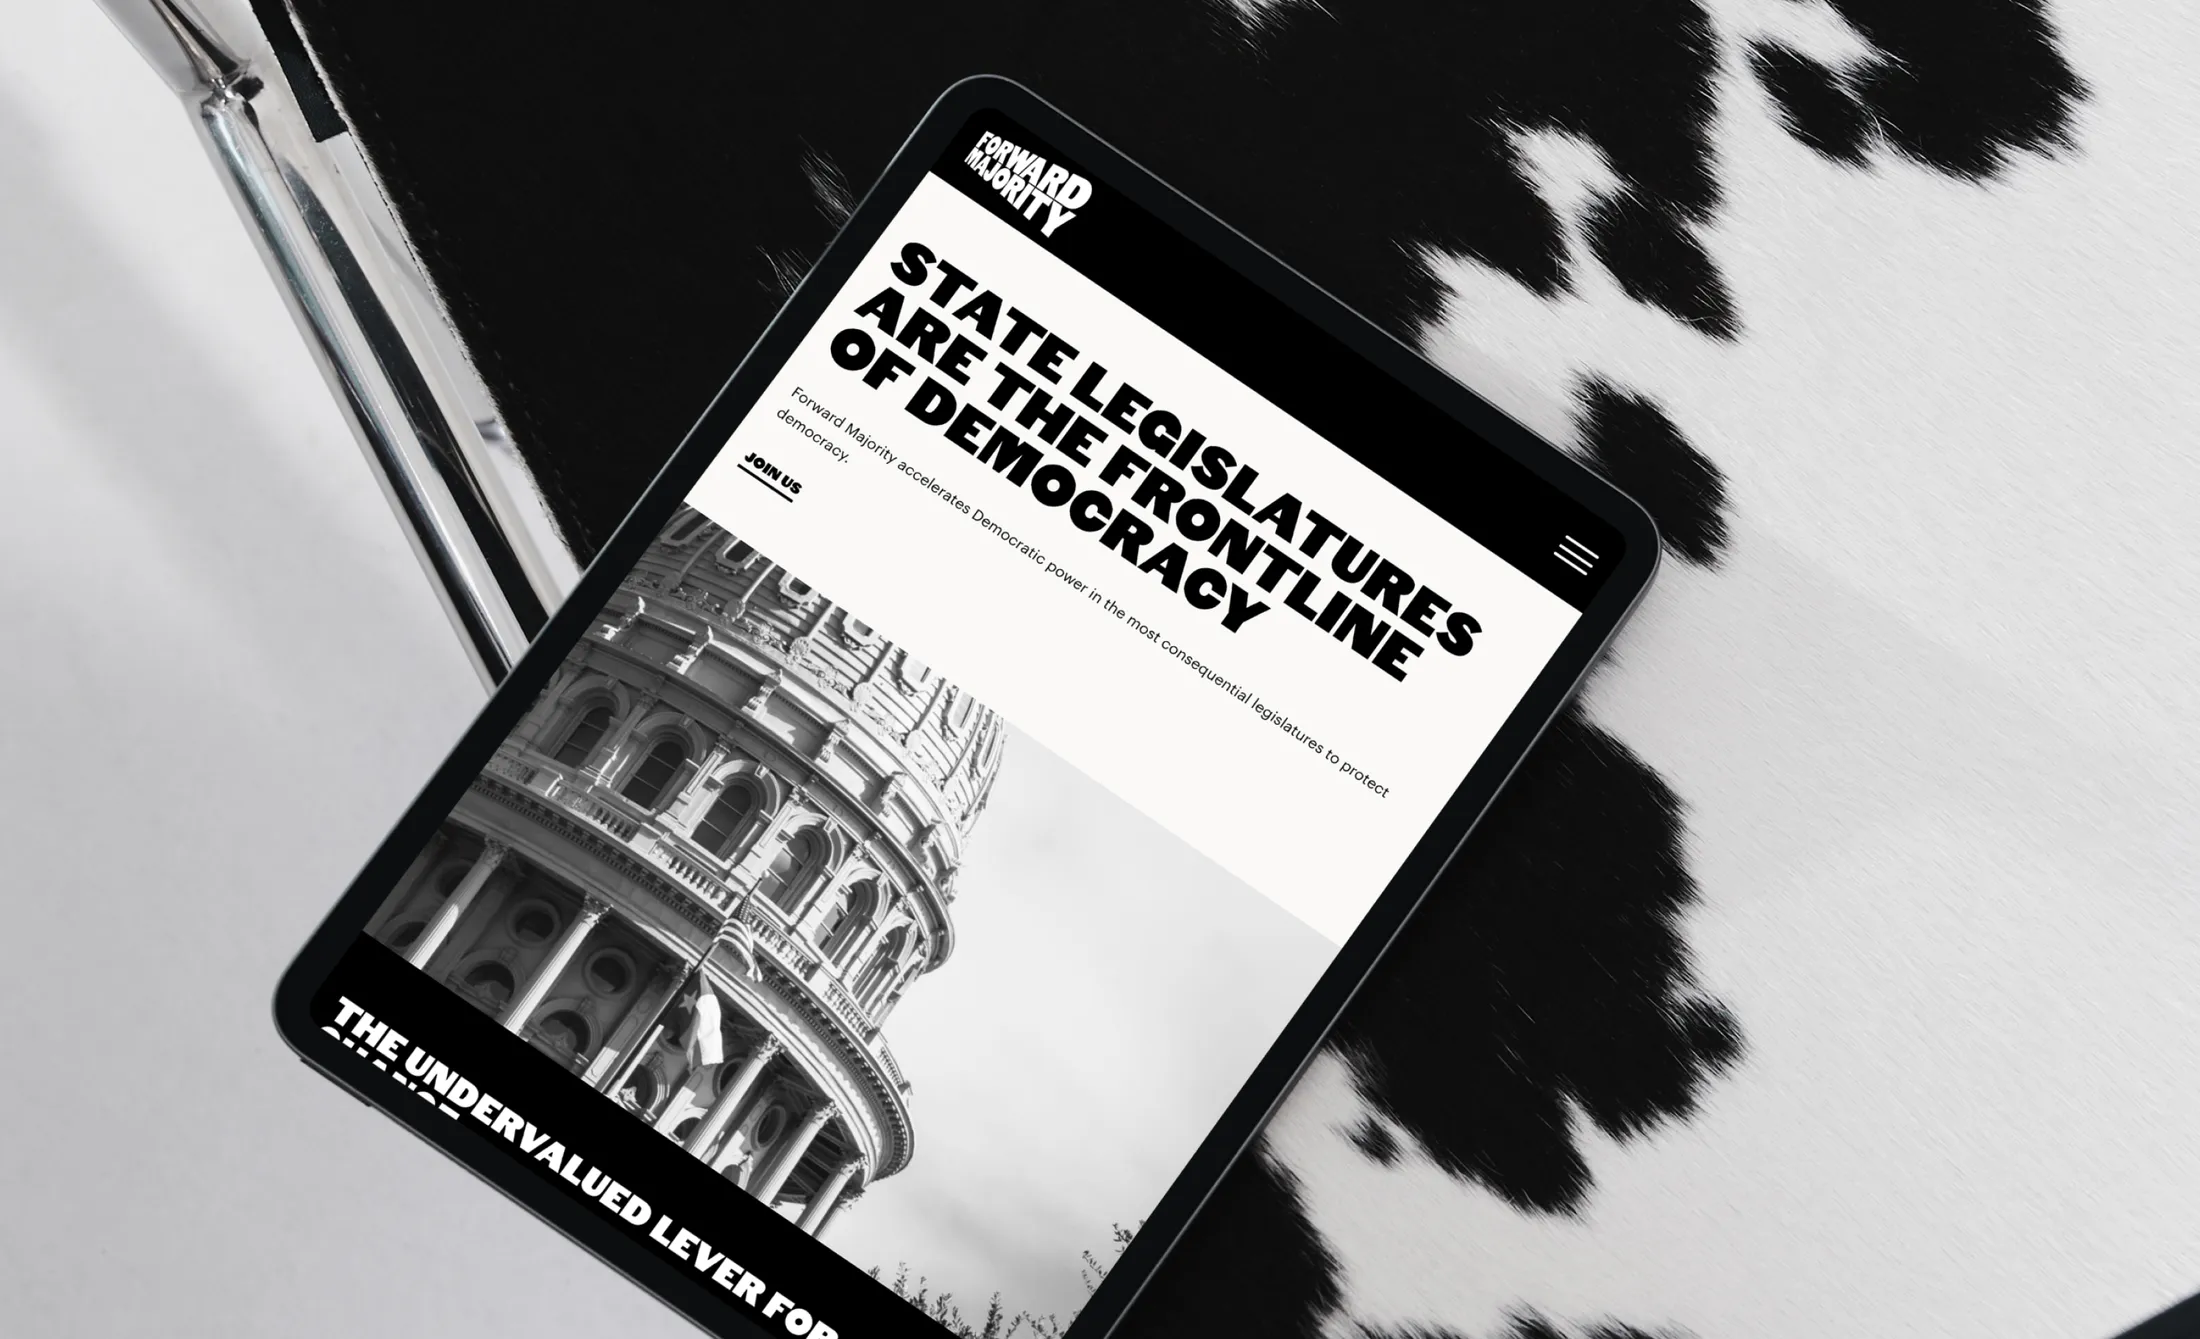 FORWARD
MAJORITY
STATE LEGISLATURES
ARE THE FRONTLINE
OF DEMOCRACY
Forward Majority accelerates Democratic power in the most consequential legislatures to protect
democracy.
JOIN US
THE UNDERVALUED LEVER FOR